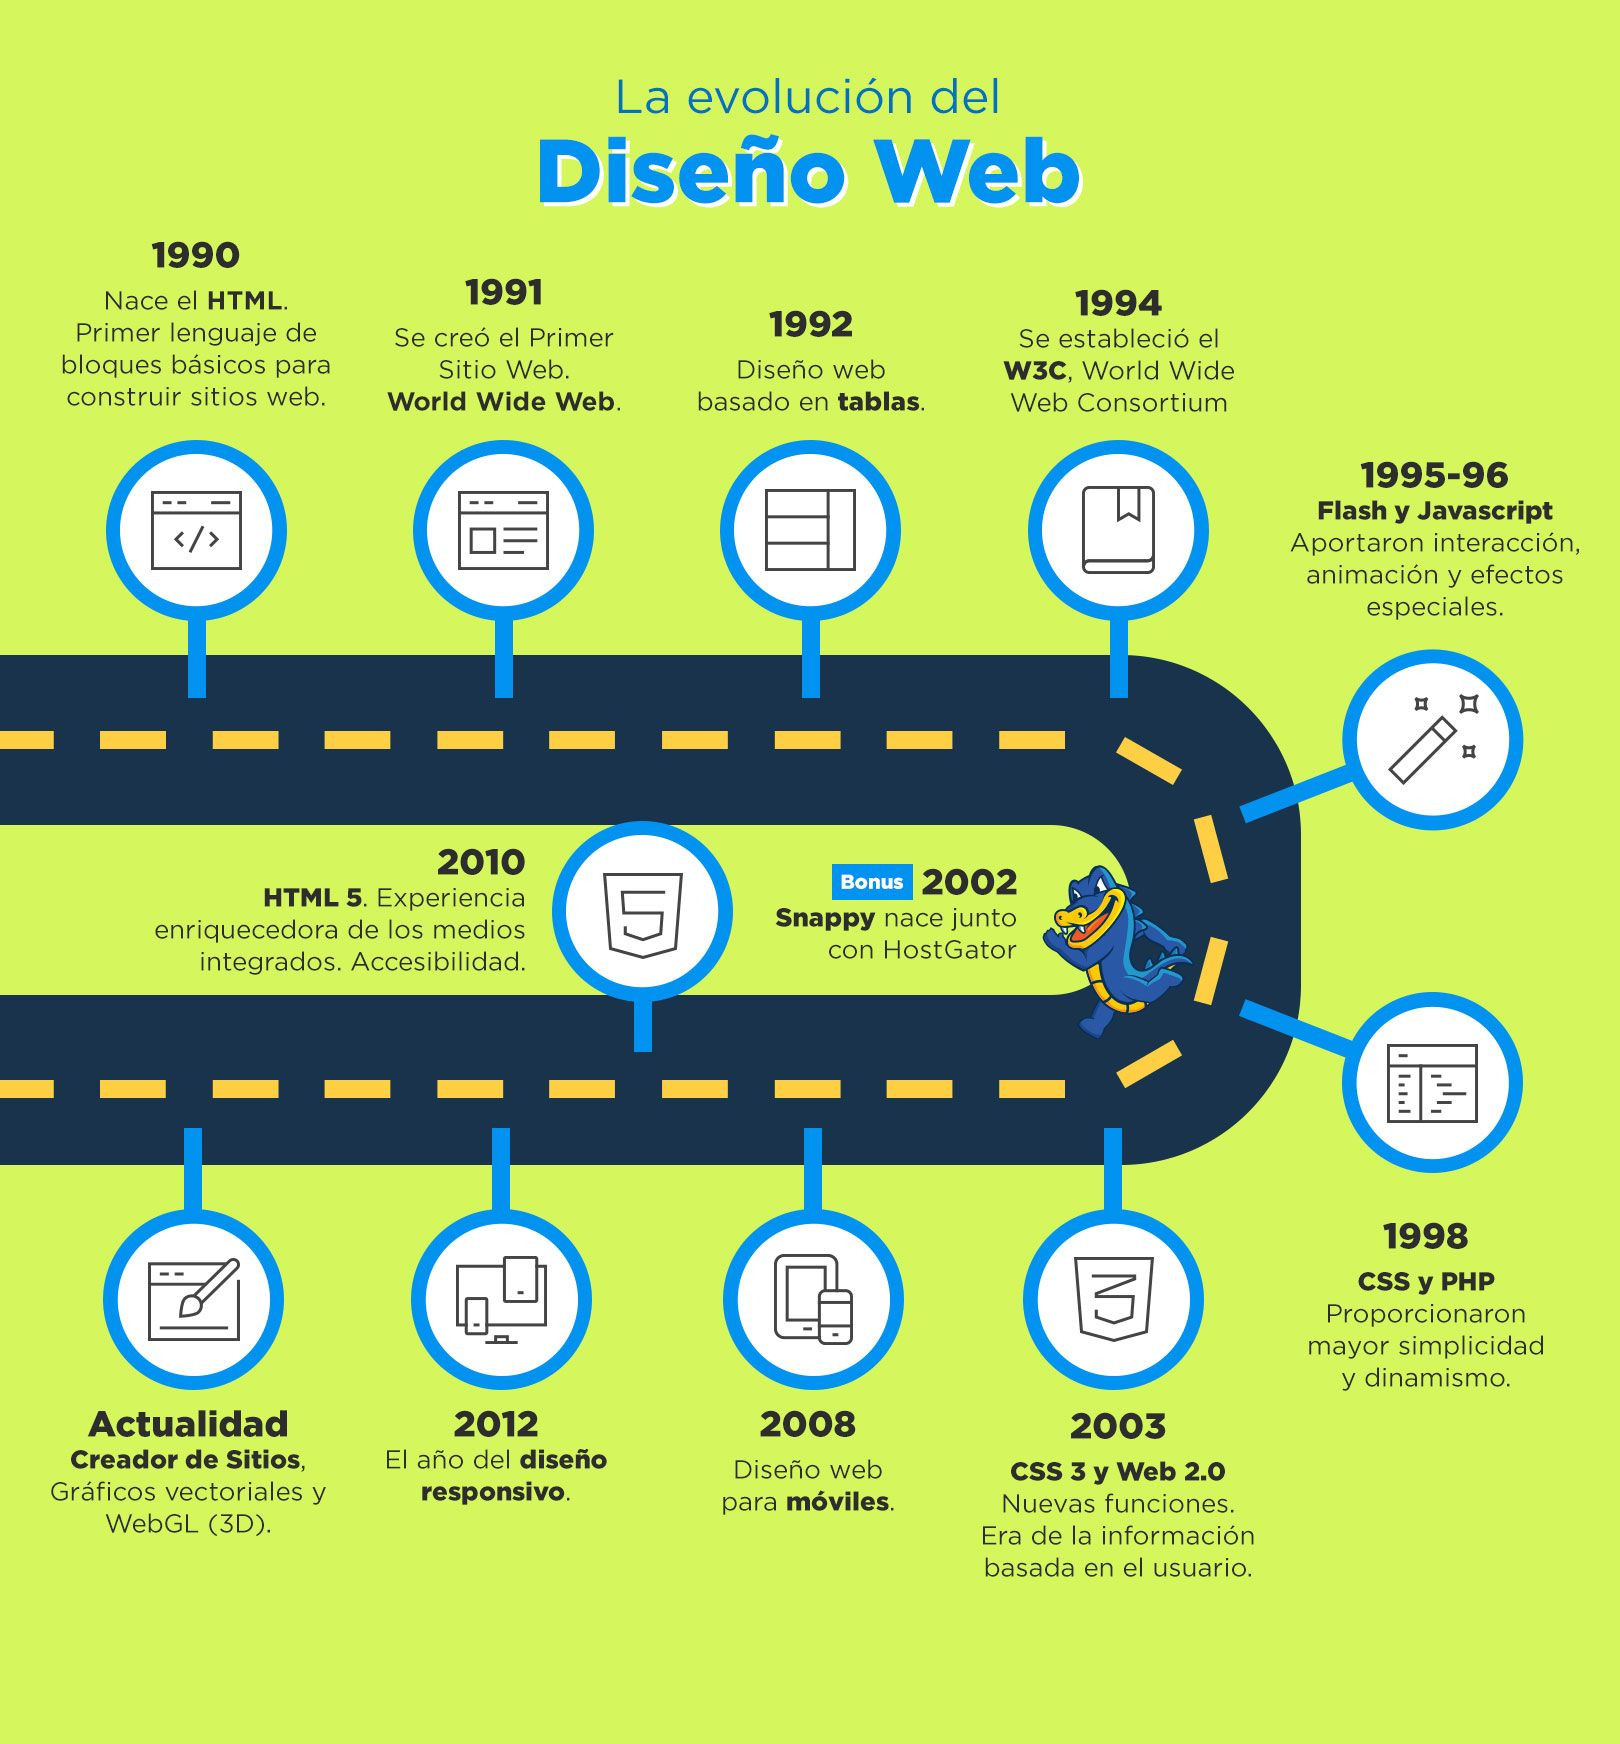 La evolución del
Diseño Web
1990
Nace el HTML.
Primer lenguaje de
bloques básicos para
construir sitios web.
1991
Se creó el Primer
Sitio Web.
World Wide Web.
1992
Diseño web
basado en tablas.
1994
Se estableció el
W3C, World Wide
Web Consortium
1995-96
Flash y Javascript
Aportaron interacción,
animación y efectos
especiales.
2010
HTML 5. Experiencia
enriquecedora de los medios
integrados. Accesibilidad.
Bonus 2002
Snappy nace junto
con HostGator
1998
CSS y PHP
Proporcionaron
mayor simplicidad
y dinamismo.
Actualidad
Creador de Sitios,
Gráficos vectoriales y
WebGL (3D).
2012
El año del diseño
responsivo.
2008
Diseño web
para móviles.
2003
CSS 3 y Web 2.0
Nuevas funciones.
Era de la información
basada en el usuario.